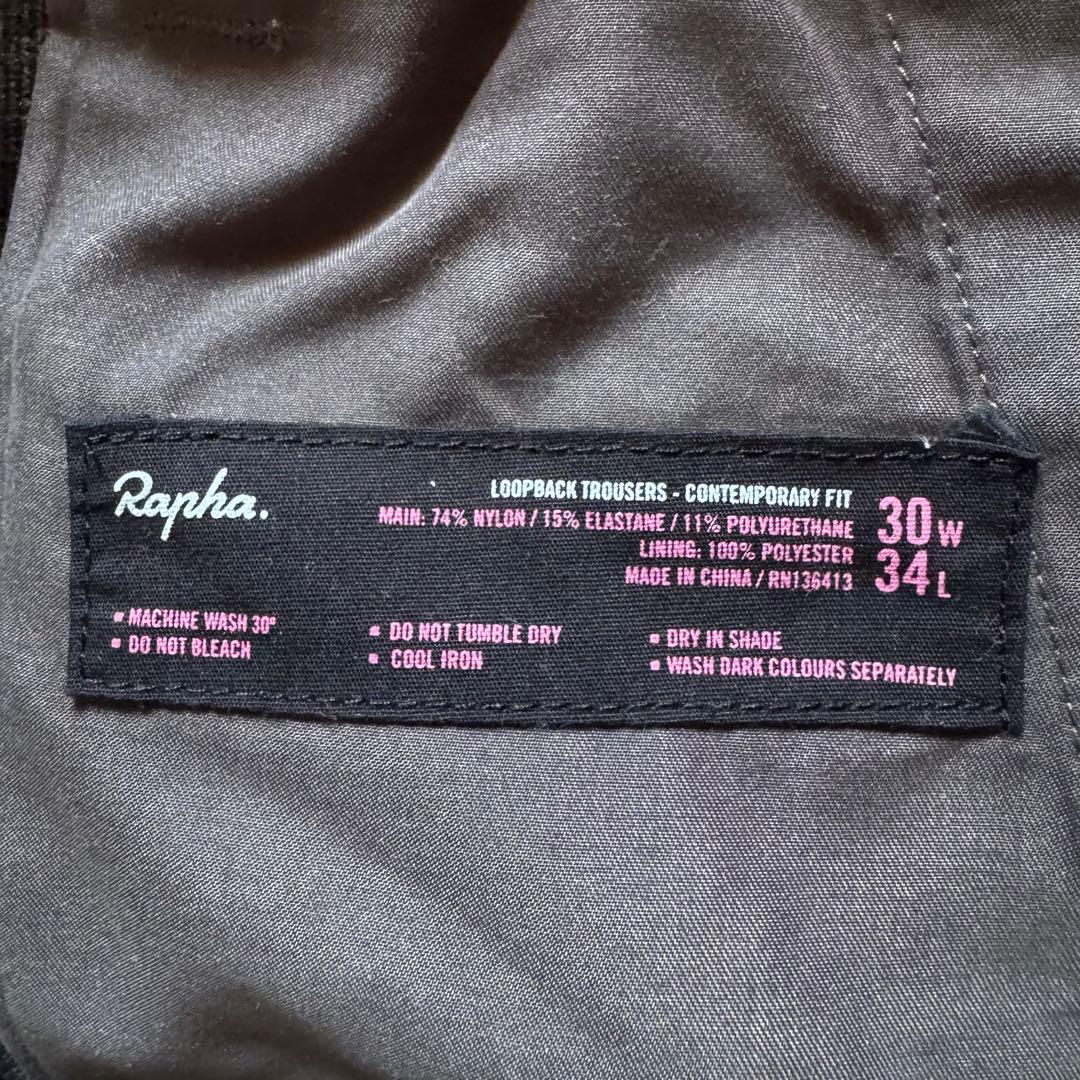 Rapha.
LOOPBACK TROUSERS - CONTEMPORARY FIT
MAIN: 74% NYLON / 15% ELASTANE / 11% POLYURETHANE
LINING: 100% POLYESTER
MADE IN CHINA / RN136413
30 W
34 L
▪ MACHINE WASH 30°
▪ DO NOT BLEACH
▪ DO NOT TUMBLE DRY
▪ COOL IRON
▪ DRY IN SHADE
▪ WASH DARK COLOURS SEPARATELY